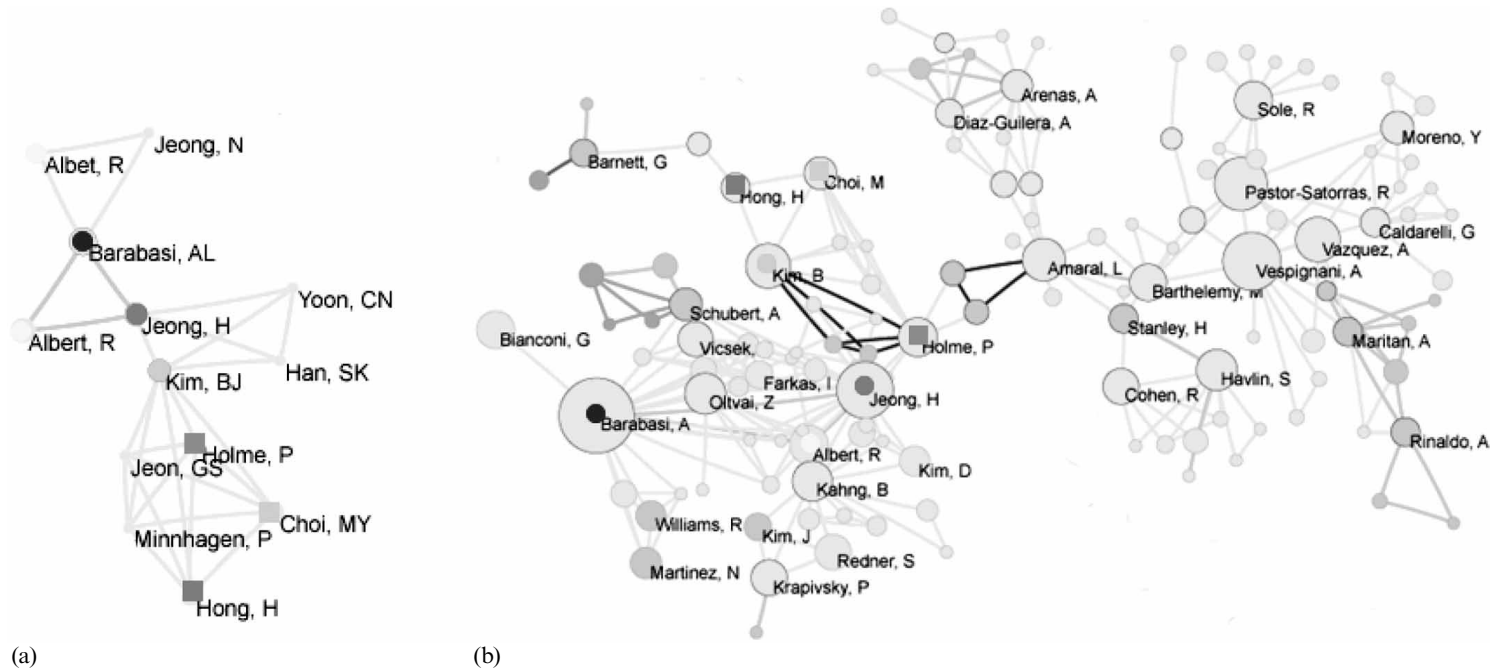 Albet, R
Jeong, N
Barabasi, AL
Jeong, H
Albert, R
Yoon, CN
Han, SK
Kim, BJ
Holme, P
Jeon, GS
Choi, MY
Minnhagen, P
Hong, H
(a)
Arenas, A
Diaz-Guilera, A
Sole, R
Moreno, Y
Barnett, G
Hong, H
Choi, M
Pastor-Satorras, R
Caldarelli, G
Vazquez, A
Kim, B
Amaral, L
Vespignani, A
Barthelemy, M
Schubert, A
Stanley, H
Bianconi, G
Vicsek,
Holme, P
Maritan, A
Farkas, I
Oltvai, Z
Jeong, H
Cohen, R
Havlin, S
Barabasi, A
Rinaldo, A
Albert, R
Kim, D
Kahng, B
Williams, R
Kim, J
Redner, S
Martinez, N
Krapivsky, P
(b)